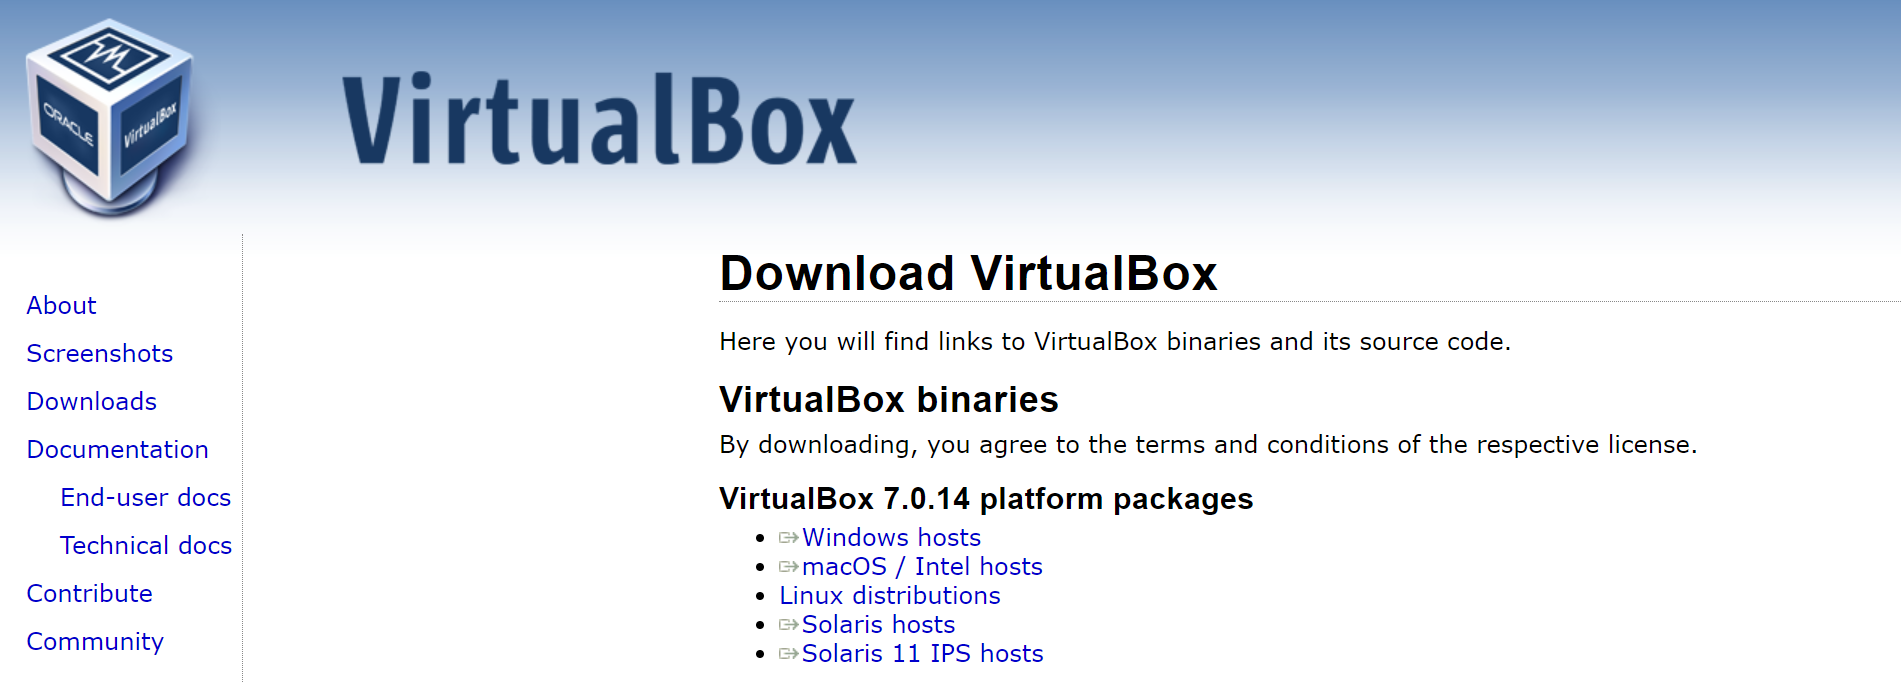 ORACLE
VirtualBox
VirtualBox
About
Screenshots
Downloads
Documentation
End-user docs
Technical docs
Contribute
Community
Download VirtualBox
Here you will find links to VirtualBox binaries and its source code.
VirtualBox binaries
By downloading, you agree to the terms and conditions of the respective license.
VirtualBox 7.0.14 platform packages
Windows hosts
macOS / Intel hosts
Linux distributions
Solaris hosts
Solaris 11 IPS hosts